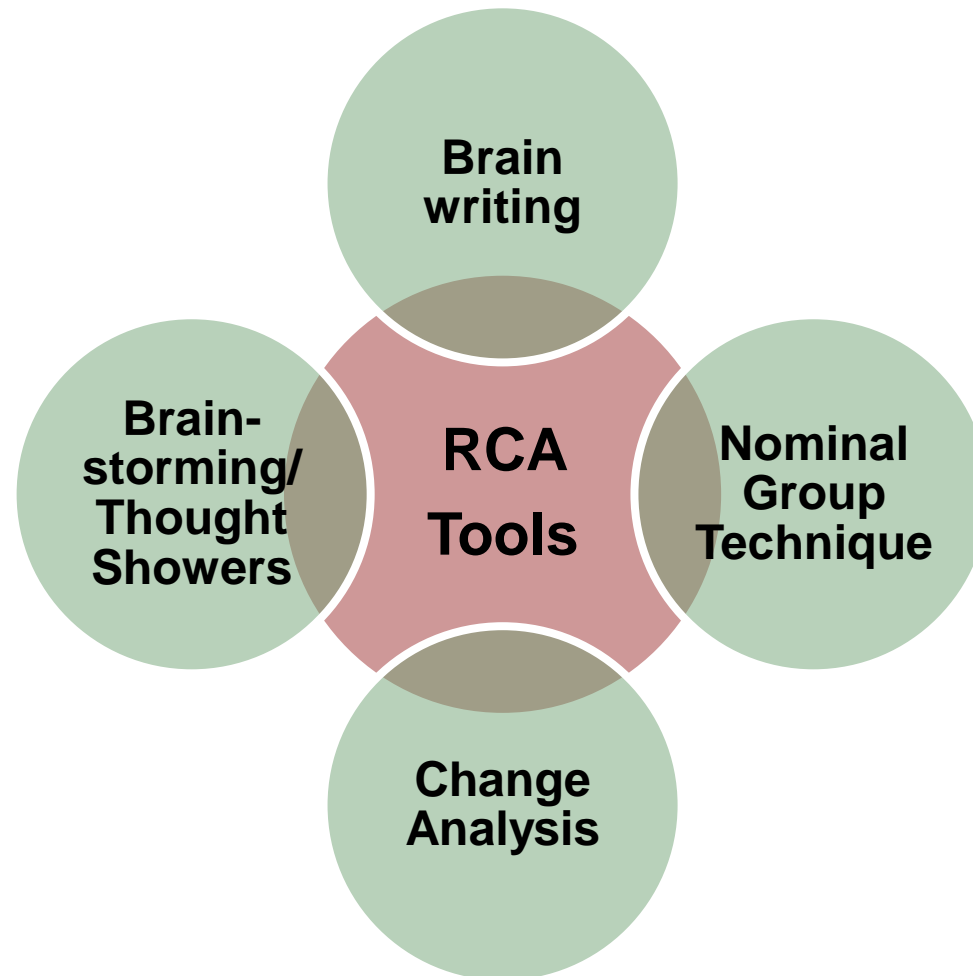 Brain
writing
Brain-
storming/
Thought
Showers
RCA
Tools
Nominal
Group
Technique
Change
Analysis